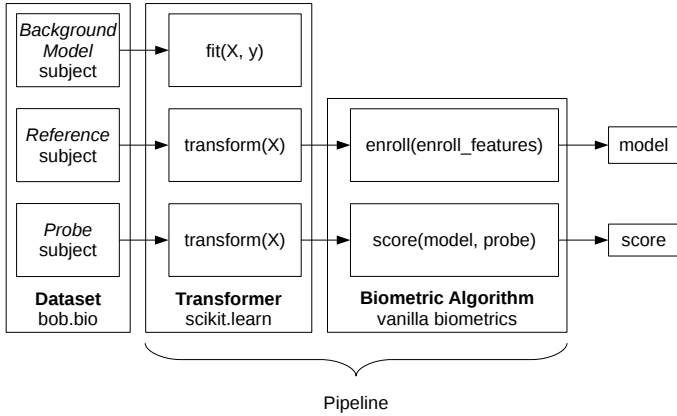 Background
Model
subject
fit(X, y)
Reference
subject
transform(X)
enroll(enroll_features)
model
Probe
subject
transform(X)
score(model, probe)
score
Dataset
bob.bio
Transformer
scikit.learn
Biometric Algorithm
vanilla biometrics
Pipeline